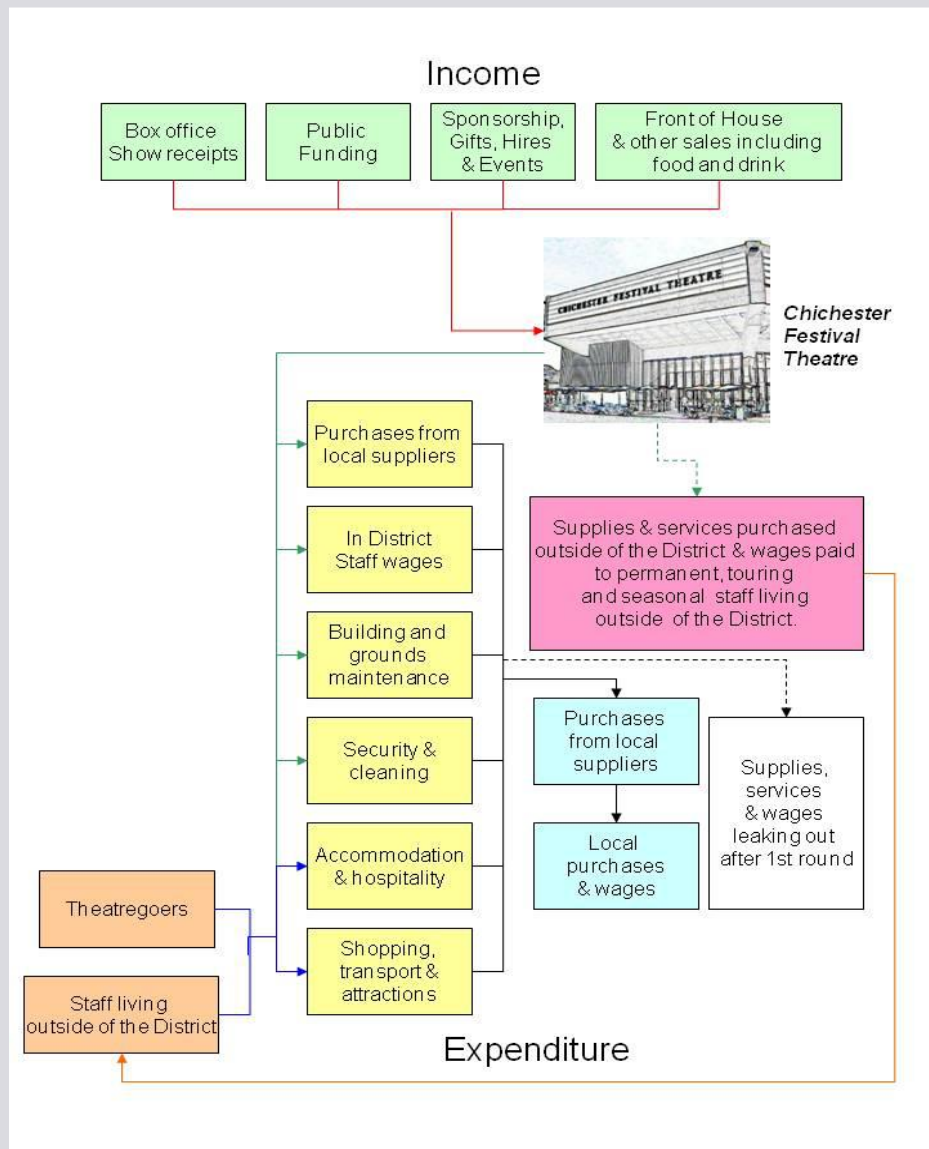 Income
Box office
Show receipts
Public
Funding
Sponsorship,
Gifts, Hires
& Events
Front of House
& other sales including
food and drink
CHICHESTER FESTIVAL THEATRE
Chichester
Festival
Theatre
Purchases from
local suppliers
In District
Staff wages
Building and
grounds
maintenance
Security &
cleaning
Accommodation
& hospitality
Shopping,
transport &
attractions
Supplies & services purchased
outside of the District & wages paid
to permanent, touring
and seasonal staff living
outside of the District.
Purchases
from local
suppliers
Local
purchases
& wages
Supplies,
services
& wages
leaking out
after 1st round
Theatregoers
Staff living
outside of the District
Expenditure